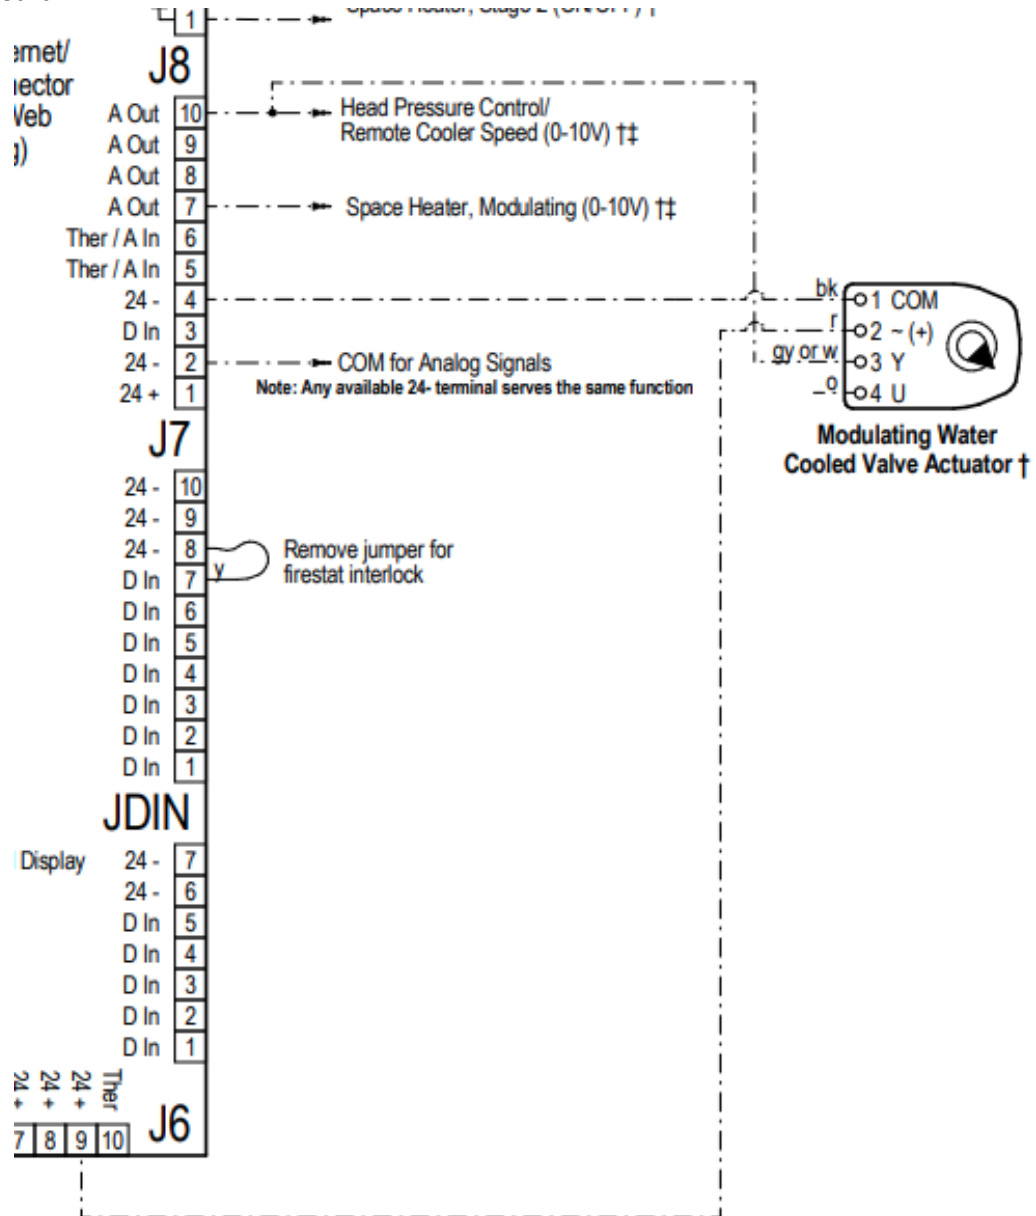 1
J8
A Out 10 Head Pressure Control/
Remote Cooler Speed (0-10V) †‡
A Out 9
A Out 8
A Out 7 Space Heater, Modulating (0-10V) †‡
Ther / A In 6
Ther / A In 5
24 - 4 bk 1 COM
D In 3 r 2 ~ (+)
24 - 2 COM for Analog Signals gy or w 3 Y
Note: Any available 24- terminal serves the same function
24 + 1 o 4 U
J7
Modulating Water
Cooled Valve Actuator †
24 - 10
24 - 9
24 - 8 Remove jumper for
D In 7 y firestat interlock
D In 6
D In 5
D In 4
D In 3
D In 2
D In 1
JDIN
Display 24 - 7
24 - 6
D In 5
D In 4
D In 3
D In 2
D In 1
24 + 24 + 24 + Ther
7 8 9 10 J6